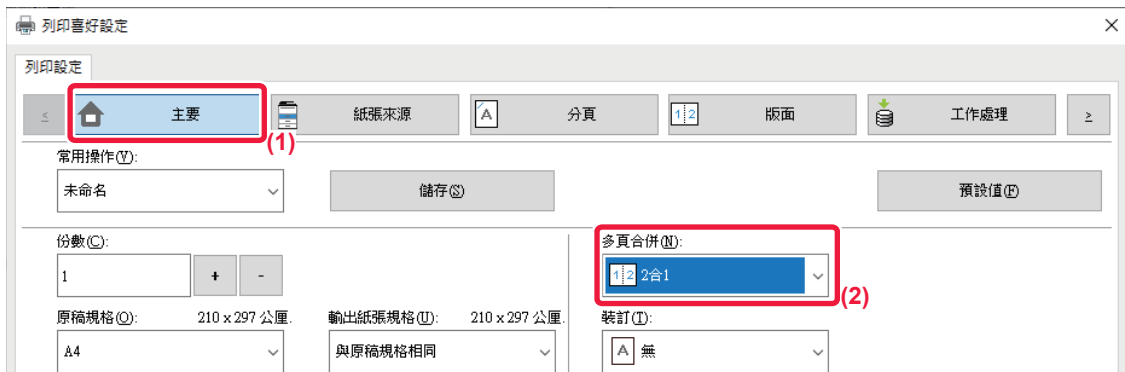 列印喜好設定
列印設定
< 主要 紙張來源 分頁 1 2 版面 工作處理 >
(1)
常用操作(V):
未命名 儲存(S) 預設值(F)
份數(C): 多頁合併(N):
1 + - 1 2 2合1
(2)
原稿規格(O): 210 x 297 公厘. 輸出紙張規格(U): 210 x 297 公厘. 裝訂(T):
A4 與原稿規格相同 A 無